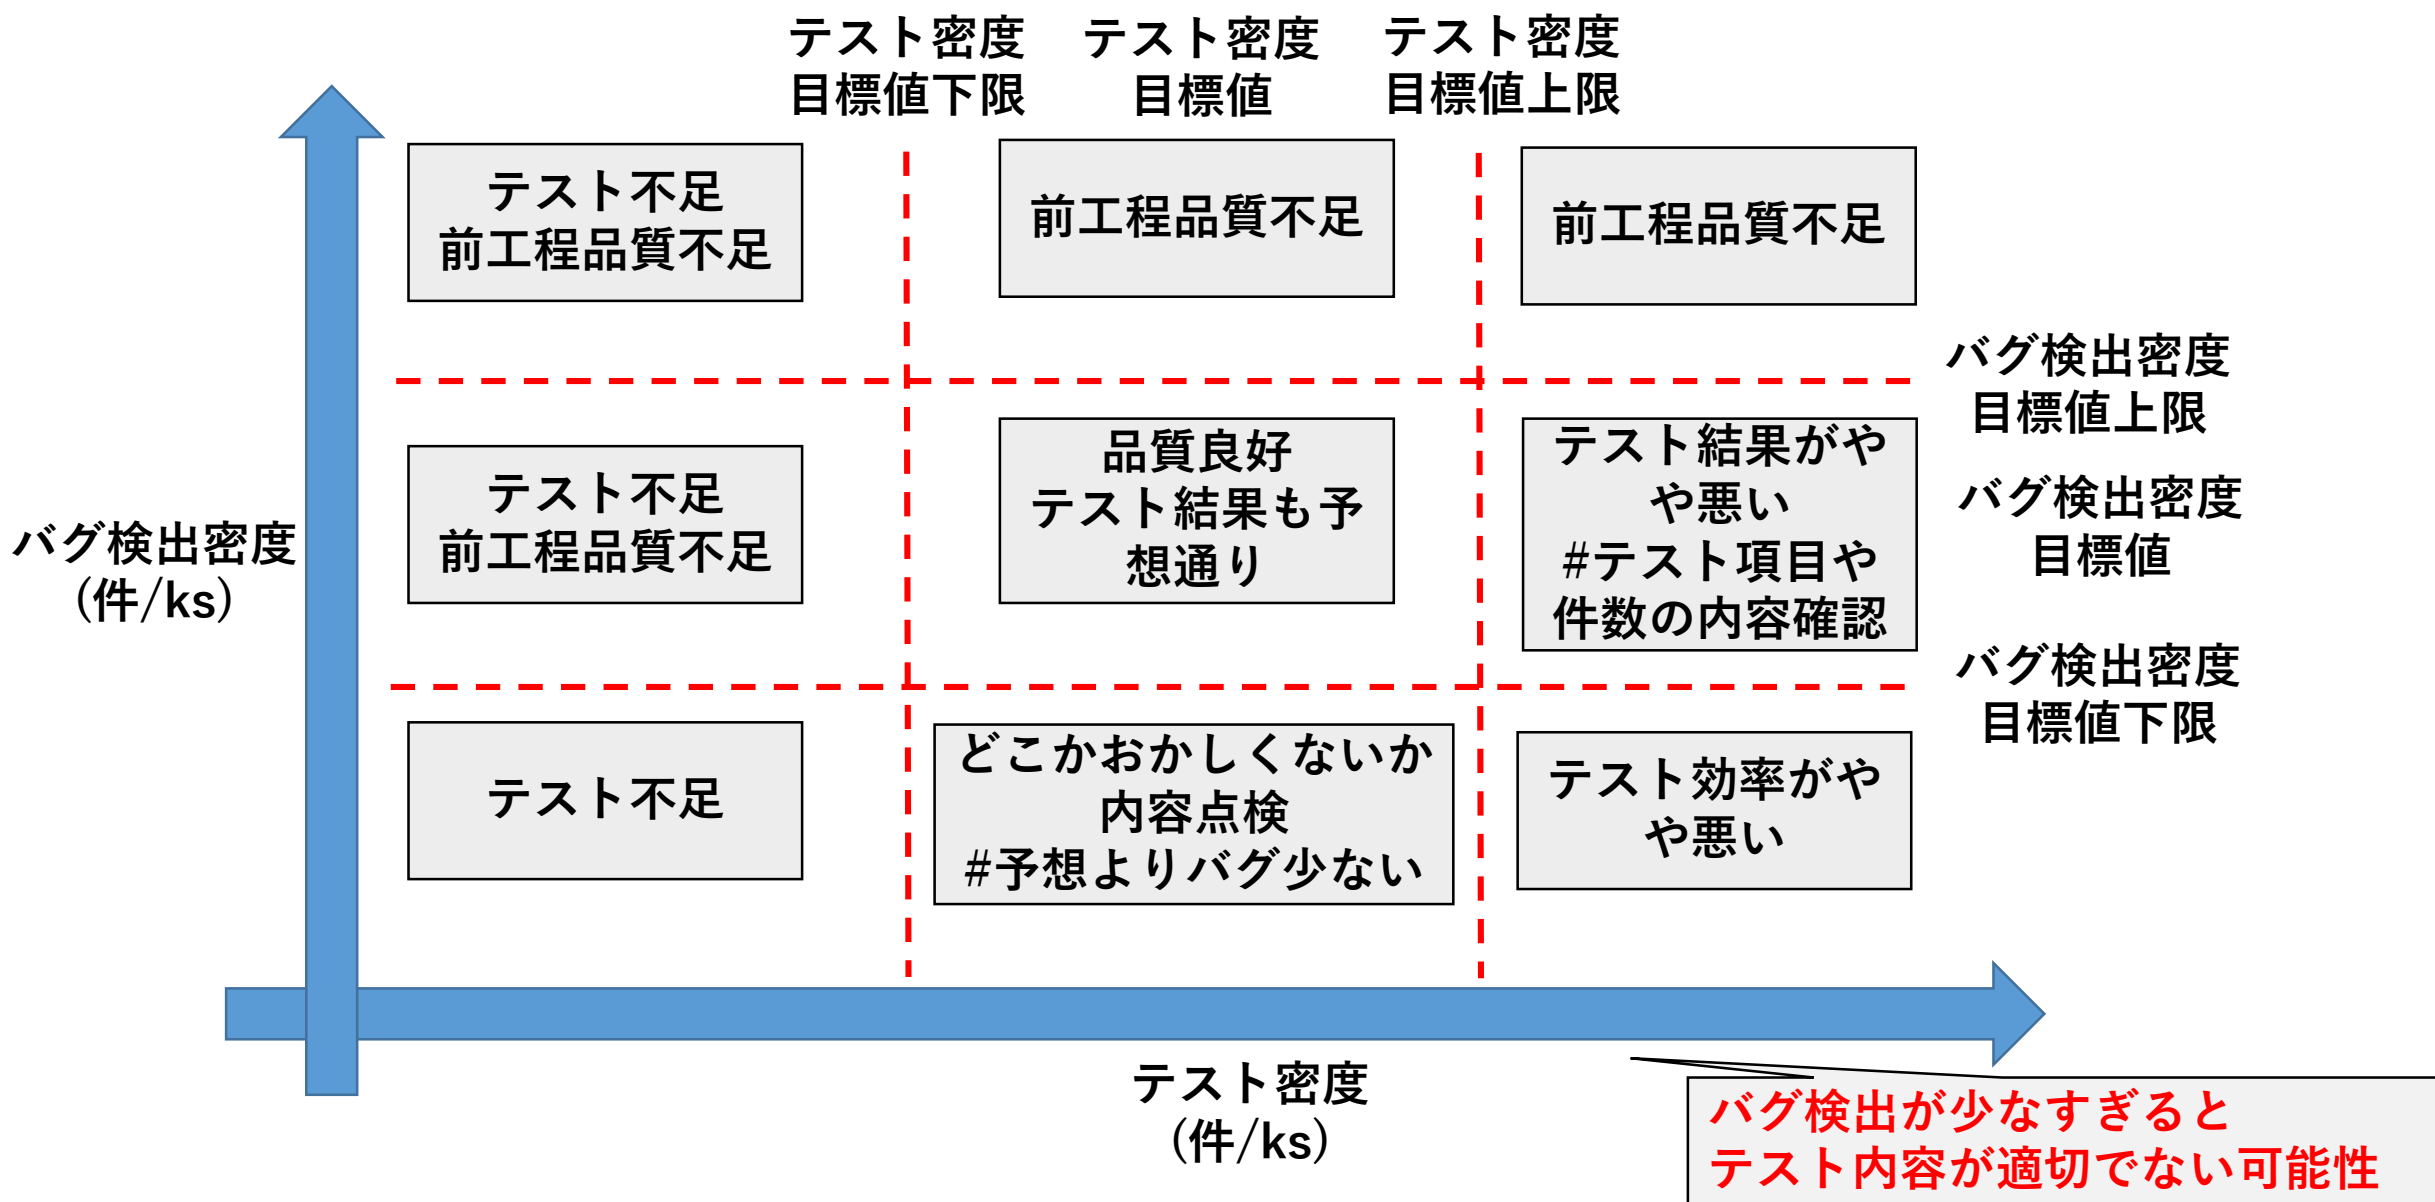 テスト密度
目標値下限
テスト密度
目標値
テスト密度
目標値上限
テスト不足
前工程品質不足
前工程品質不足
前工程品質不足
バグ検出密度
目標値上限
テスト不足
前工程品質不足
品質良好
テスト結果も予
想通り
テスト結果がや
や悪い
#テスト項目や
件数の内容確認
バグ検出密度
目標値
バグ検出密度
(件/ks)
バグ検出密度
目標値下限
テスト不足
どこかおかしくないか
内容点検
#予想よりバグ少ない
テスト効率がや
や悪い
テスト密度
(件/ks)
バグ検出が少なすぎると
テスト内容が適切でない可能性